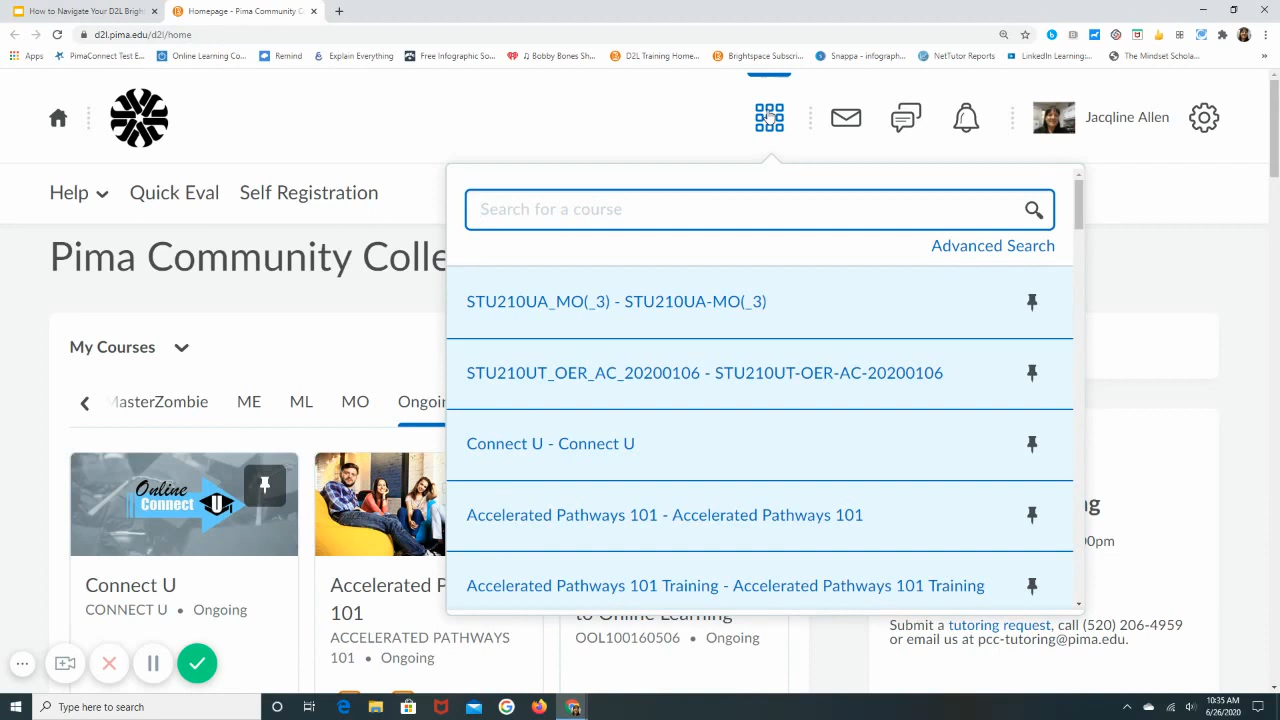 How to Navigate Your D2L Brigh
Homepage - Pima Community C
d2l.pima.edu/d2l/home
Apps
PimaConnect Test E...
Online Learning Co...
Remind
Explain Everything
Free Infographic So...
♪ Bobby Bones Sh...
D2L Training Home...
Brightspace Subscri...
Snappa - infograph...
NetTutor Reports
LinkedIn Learning:...
The Mindset Schola...
Jacqline Allen
Help
Quick Eval
Self Registration
Search for a course
Advanced Search
Pima Community Colle
STU210UA_MO(_3) - STU210UA-MO(_3)
STU210UT_OER_AC_20200106 - STU210UT-OER-AC-20200106
Connect U - Connect U
Accelerated Pathways 101 - Accelerated Pathways 101
Accelerated Pathways 101 Training - Accelerated Pathways 101 Training
My Courses
MasterZombie
ME
ML
MO
Ongoin
Online
Connect U
Connect U
CONNECT U • Ongoing
Accelerated P
101
ACCELERATED PATHWAYS
101 • Ongoing
to Online Learning
OOL100160506 • Ongoing
ng
00pm
Submit a tutoring request, call (520) 206-4959
or email us at pcc-tutoring@pima.edu.
Type here to search
10:35 AM
6/26/2020